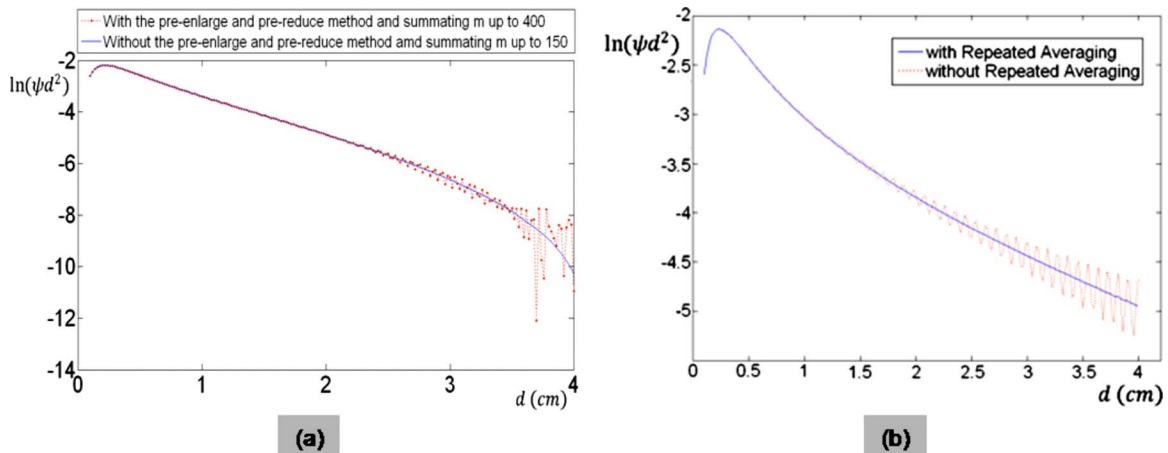 With the pre-enlarge and pre-reduce method and summating m up to 400
Without the pre-enlarge and pre-reduce method amd summating m up to 150
ln(ψd²)
-2
-4
-6
-8
-10
-12
-14
0
1
2
3
4
d (cm)
(a)
ln(ψd²)
with Repeated Averaging
without Repeated Averaging
-2
-2.5
-3
-3.5
-4
-4.5
-5
0
0.5
1
1.5
2
2.5
3
3.5
4
d (cm)
(b)